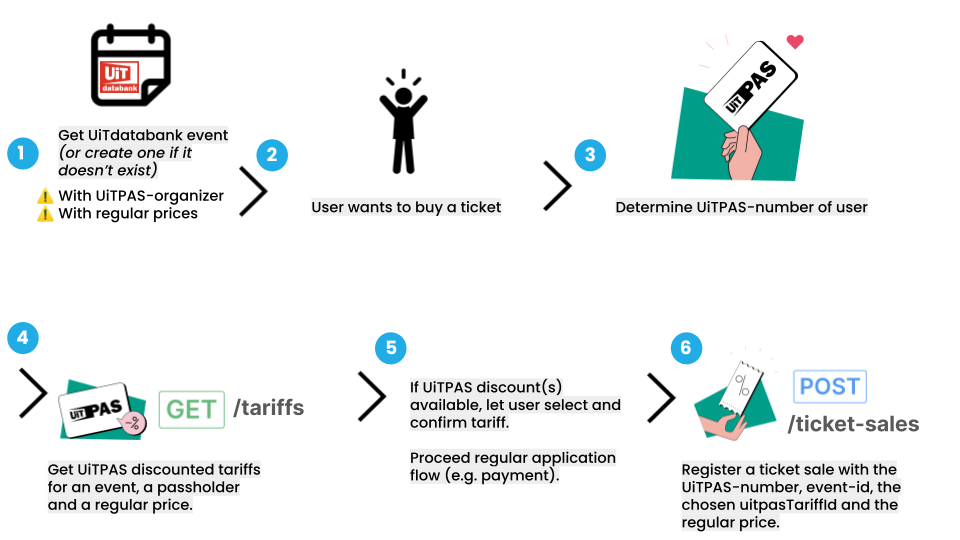 UiT
databank
1
Get UiTdatabank event
(or create one if it
doesn't exist)
⚠️ With UiTPAS-organizer
⚠️ With regular prices
2
User wants to buy a ticket
3
UiTPAS
Determine UiTPAS-number of user
4
UiTPAS
-%
GET /tariffs
Get UiTPAS discounted tariffs
for an event, a passholder
and a regular price.
5
If UiTPAS discount(s)
available, let user select and
confirm tariff.
Proceed regular application
flow (e.g. payment).
6
%
POST
/ticket-sales
Register a ticket sale with the
UiTPAS-number, event-id, the
chosen uitpasTariffId and the
regular price.